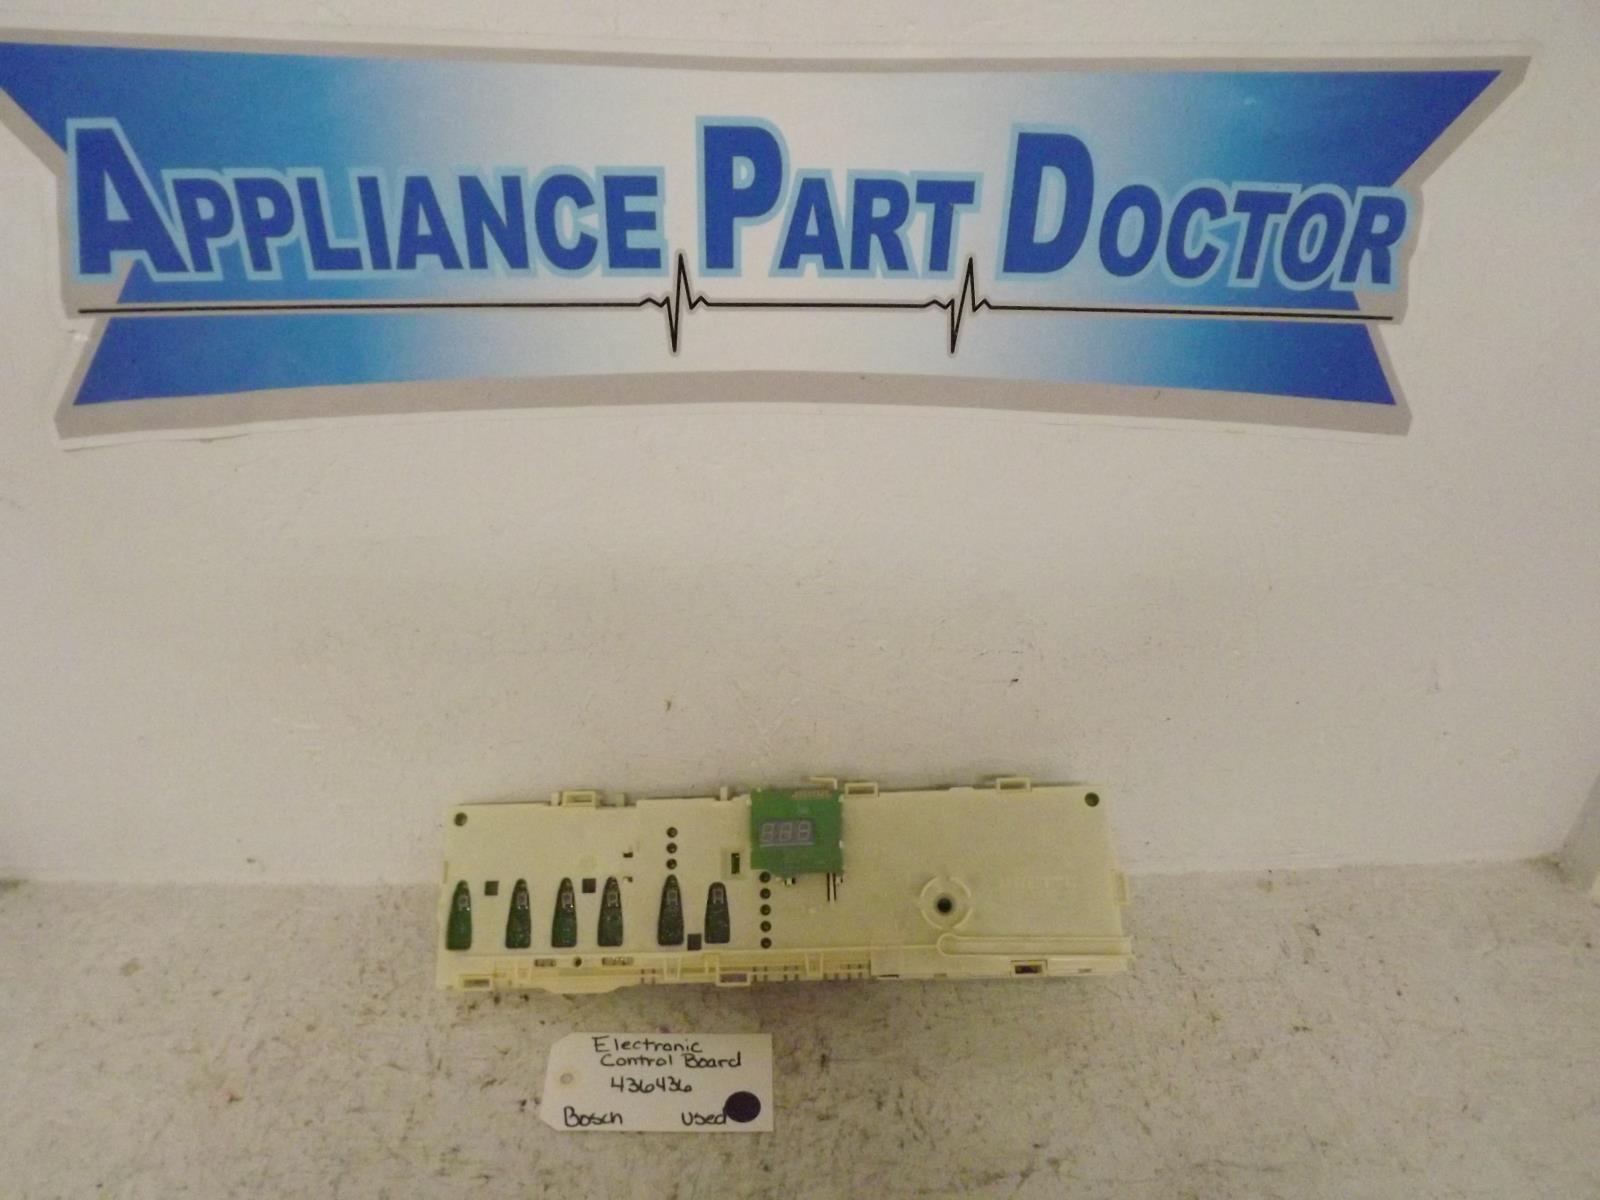 APPLIANCE PART DOCTOR
Electronic
Control Board
436436
Bosch Used